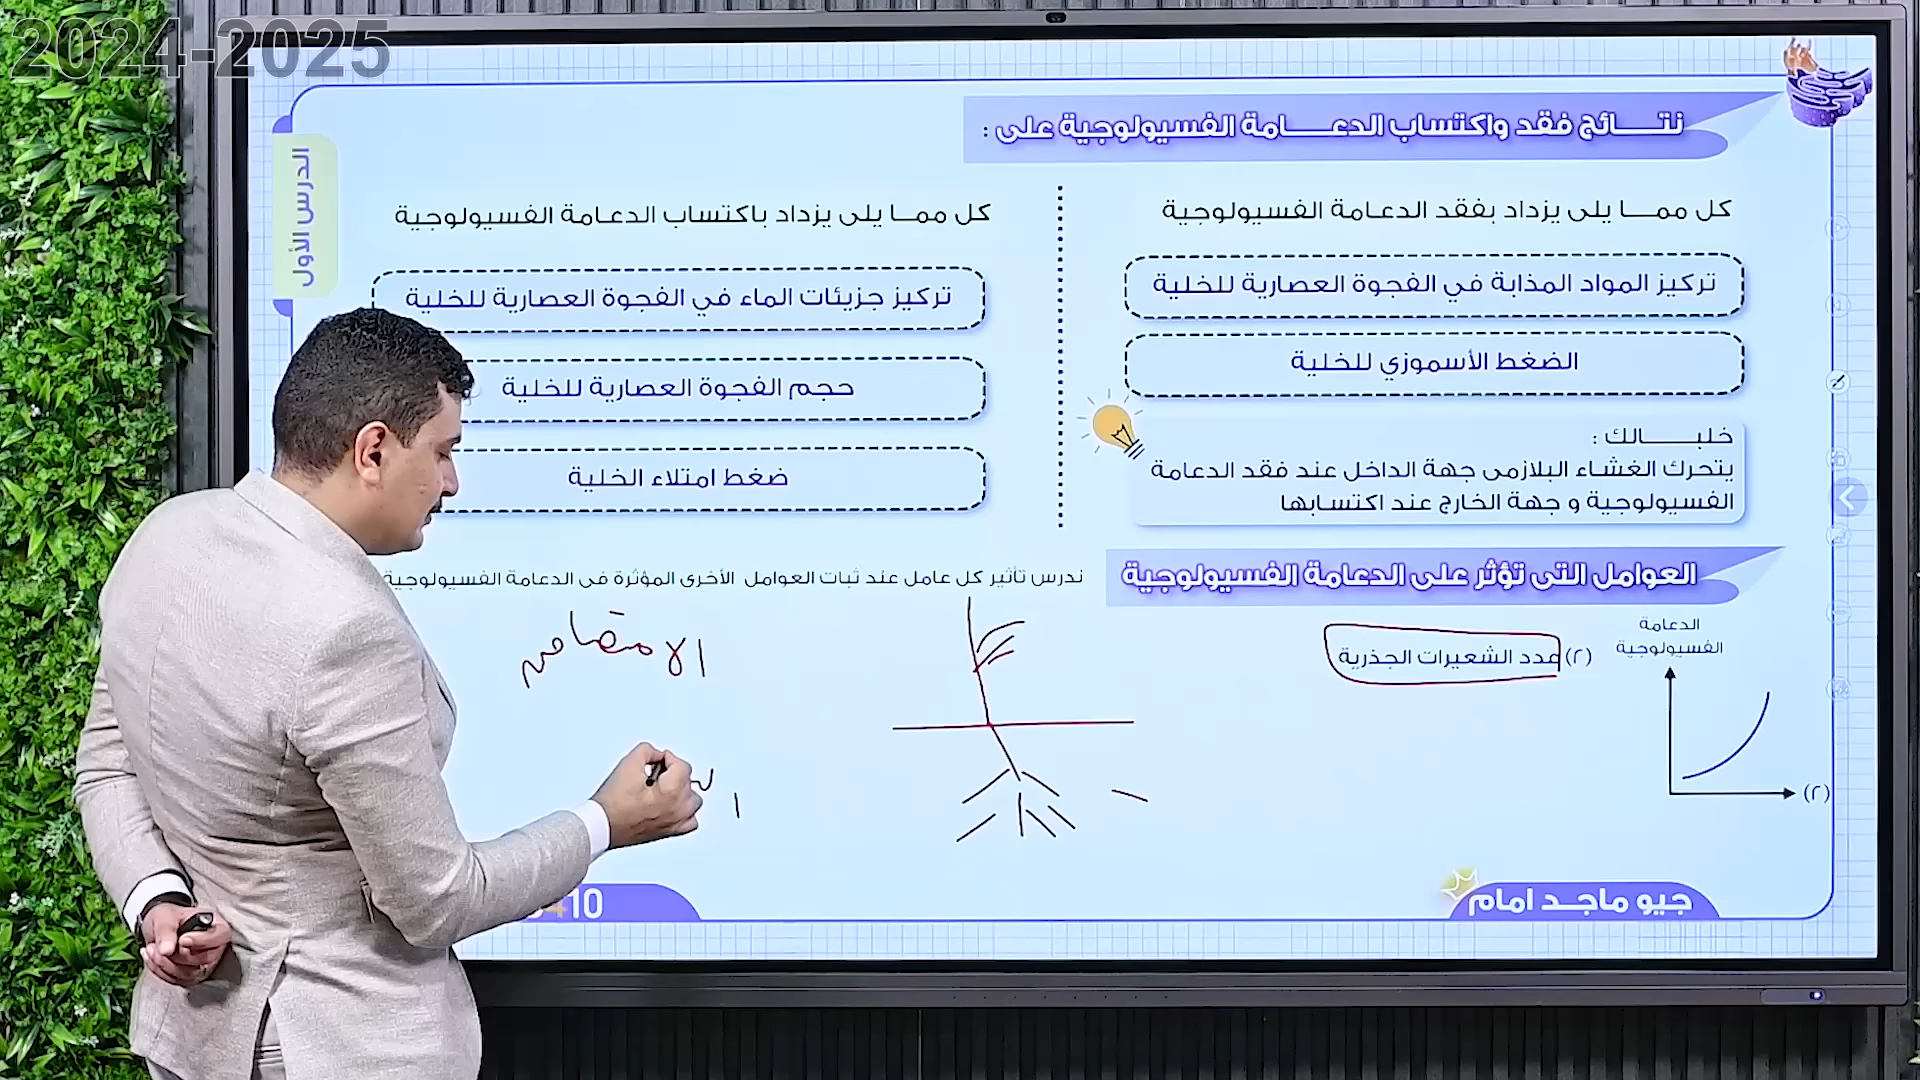 2024-2025
نتـــائج فقد واكتساب الدعـــــامة الفسيولوجية على :
الدرس الأول
كل ممـــا يلى يزداد بفقد الدعامة الفسيولوجية
تركيز المواد المذابة في الفجوة العصارية للخلية
الضغط الأسموزي للخلية
خلبـــــالك :
يتحرك الغشاء البلازمى جهة الداخل عند فقد الدعامة
الفسيولوجية و جهة الخارج عند اكتسابها
كل ممـــا يلى يزداد باكتساب الدعامة الفسيولوجية
تركيز جزيئات الماء في الفجوة العصارية للخلية
حجم الفجوة العصارية للخلية
ضغط امتلاء الخلية
العوامل التى تؤثر على الدعامة الفسيولوجية
ندرس تأثير كل عامل عند ثبات العوامل الأخرى المؤثرة فى الدعامة الفسيولوجية
الدعامة
الفسيولوجية
(٢) عدد الشعيرات الجذرية
الامتصاص
(٢)
جيو ماجـــد امام
10